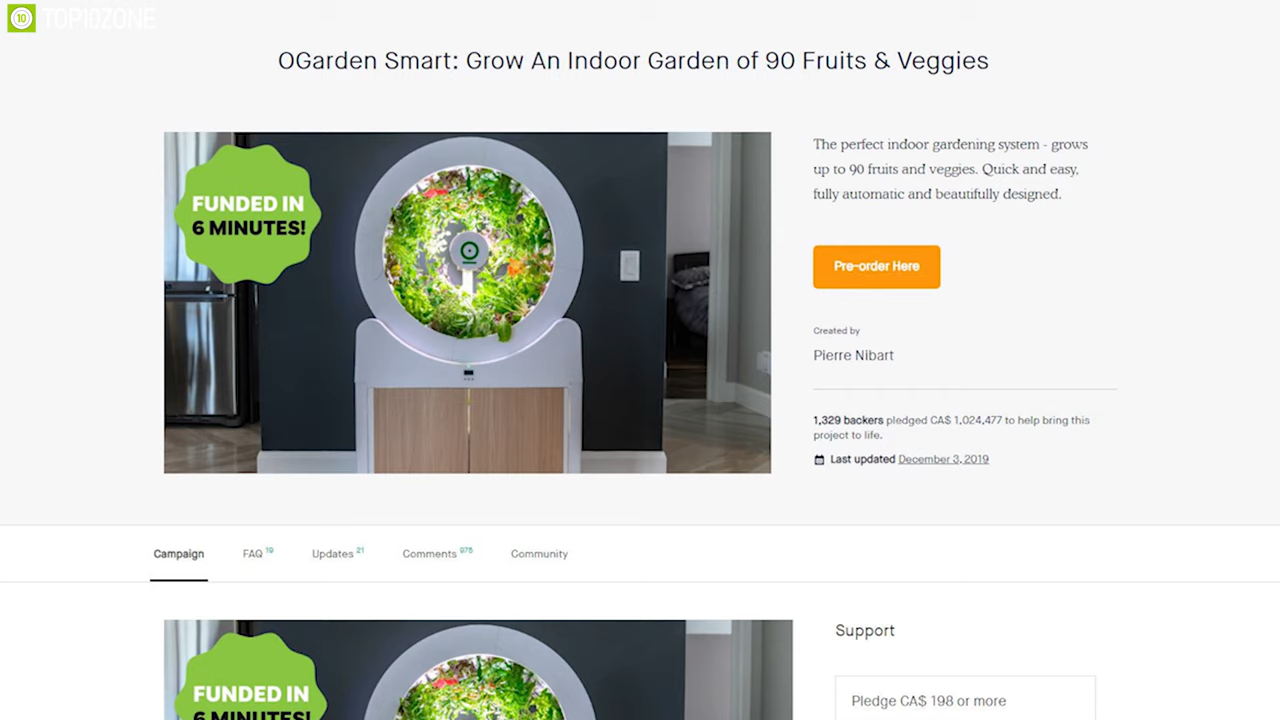 10 TOP10ZONE
OGarden Smart: Grow An Indoor Garden of 90 Fruits & Veggies
FUNDED IN
6 MINUTES!
The perfect indoor gardening system - grows
up to 90 fruits and veggies. Quick and easy,
fully automatic and beautifully designed.
Pre-order Here
Created by
Pierre Nibart
1,329 backers pledged CA$ 1,024,477 to help bring this
project to life.
Last updated December 3, 2019
Campaign FAQ 19 Updates 21 Comments 975 Community
FUNDED IN
6 MINUTES!
Support
Pledge CA$ 198 or more